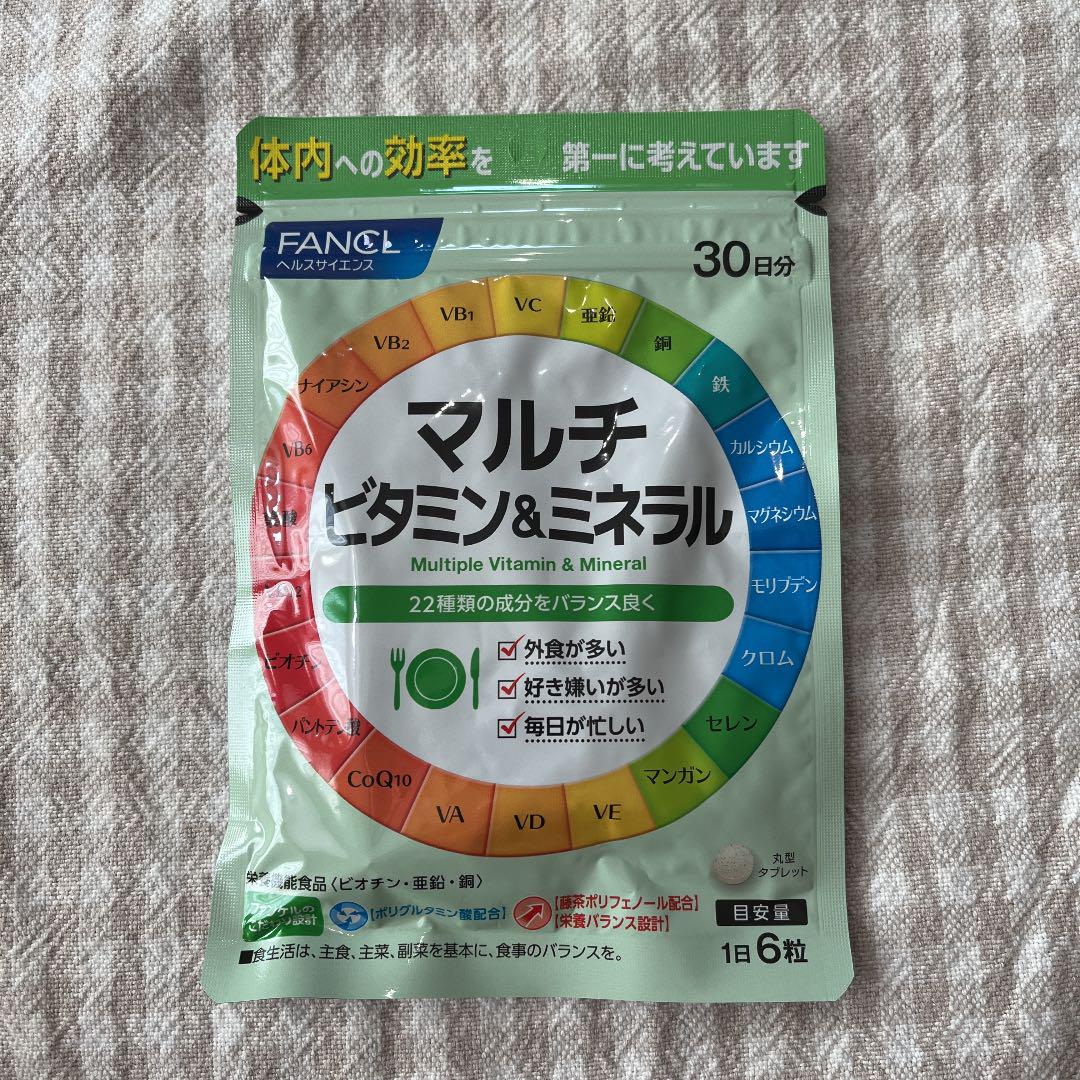 体内への効率を 第一に考えています
FANCL
ヘルスサイエンス
30日分
VC
亜鉛
銅
鉄
カルシウム
マグネシウム
モリブデン
クロム
セレン
マンガン
VE
VD
VA
CoQ10
パントテン酸
ビオチン
酸
VB6
ナイアシン
VB2
VB1
マルチ
ビタミン&ミネラル
Multiple Vitamin & Mineral
22種類の成分をバランス良く
外食が多い
好き嫌いが多い
毎日が忙しい
丸型
タブレット
栄養機能食品〈ビオチン・亜鉛・銅〉
ファンケルの
設計
【ポリグルタミン酸配合】
【藤茶ポリフェノール配合】
【栄養バランス設計】
目安量
1日6粒
■食生活は、主食、主菜、副菜を基本に、食事のバランスを。